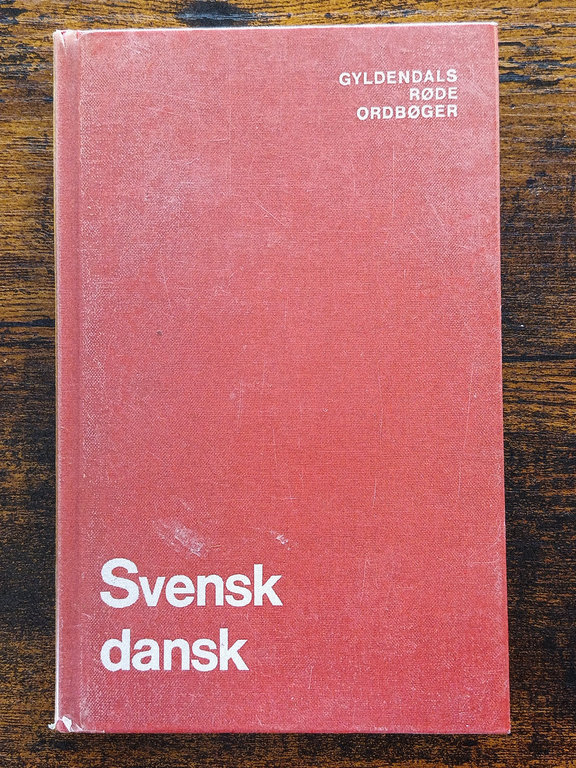 GYLDENDALS
RØDE
ORDBØGER
Svensk
dansk